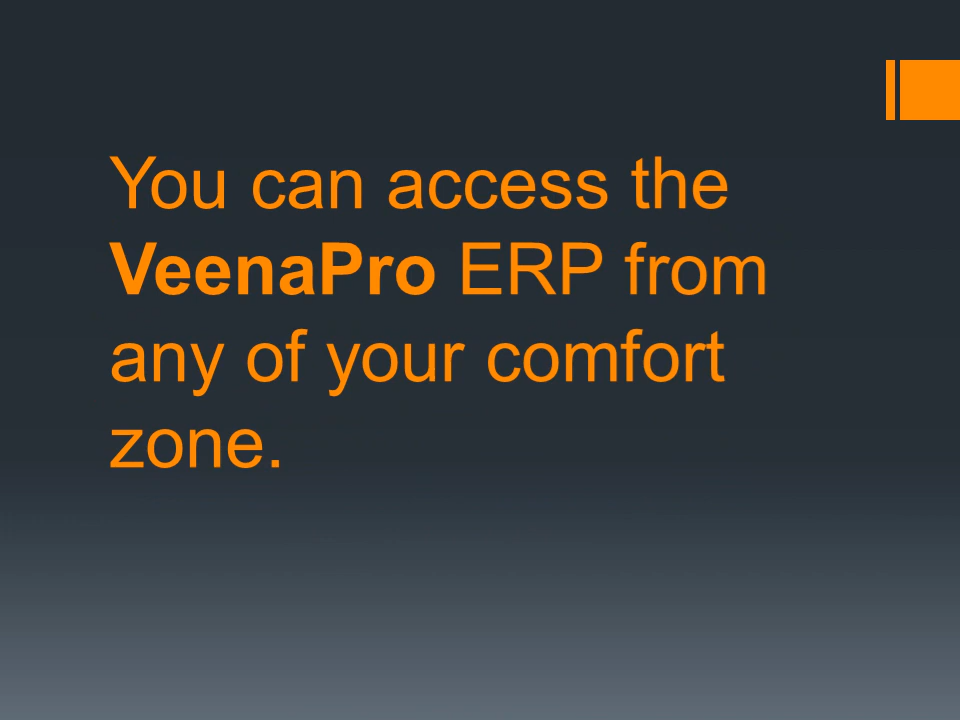 You can access the
VeenaPro ERP from
any of your comfort
zone.